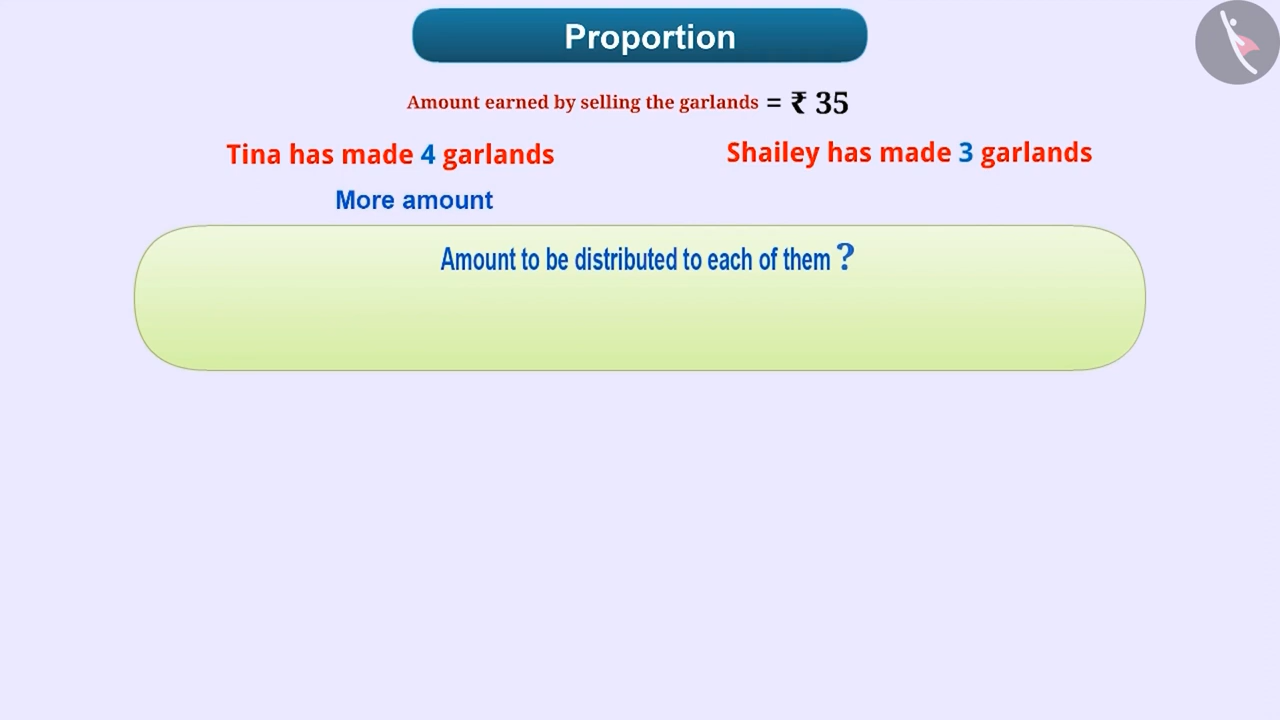 Proportion
Amount earned by selling the garlands = ₹ 35
Tina has made 4 garlands
Shailey has made 3 garlands
More amount
Amount to be distributed to each of them ?